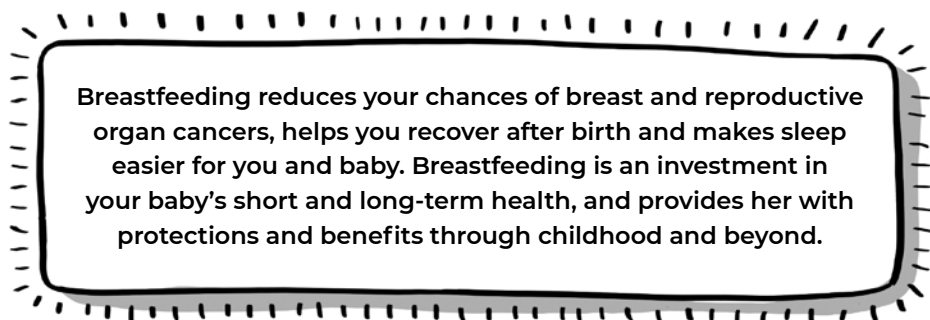 Breastfeeding reduces your chances of breast and reproductive
organ cancers, helps you recover after birth and makes sleep
easier for you and baby. Breastfeeding is an investment in
your baby’s short and long-term health, and provides her with
protections and benefits through childhood and beyond.